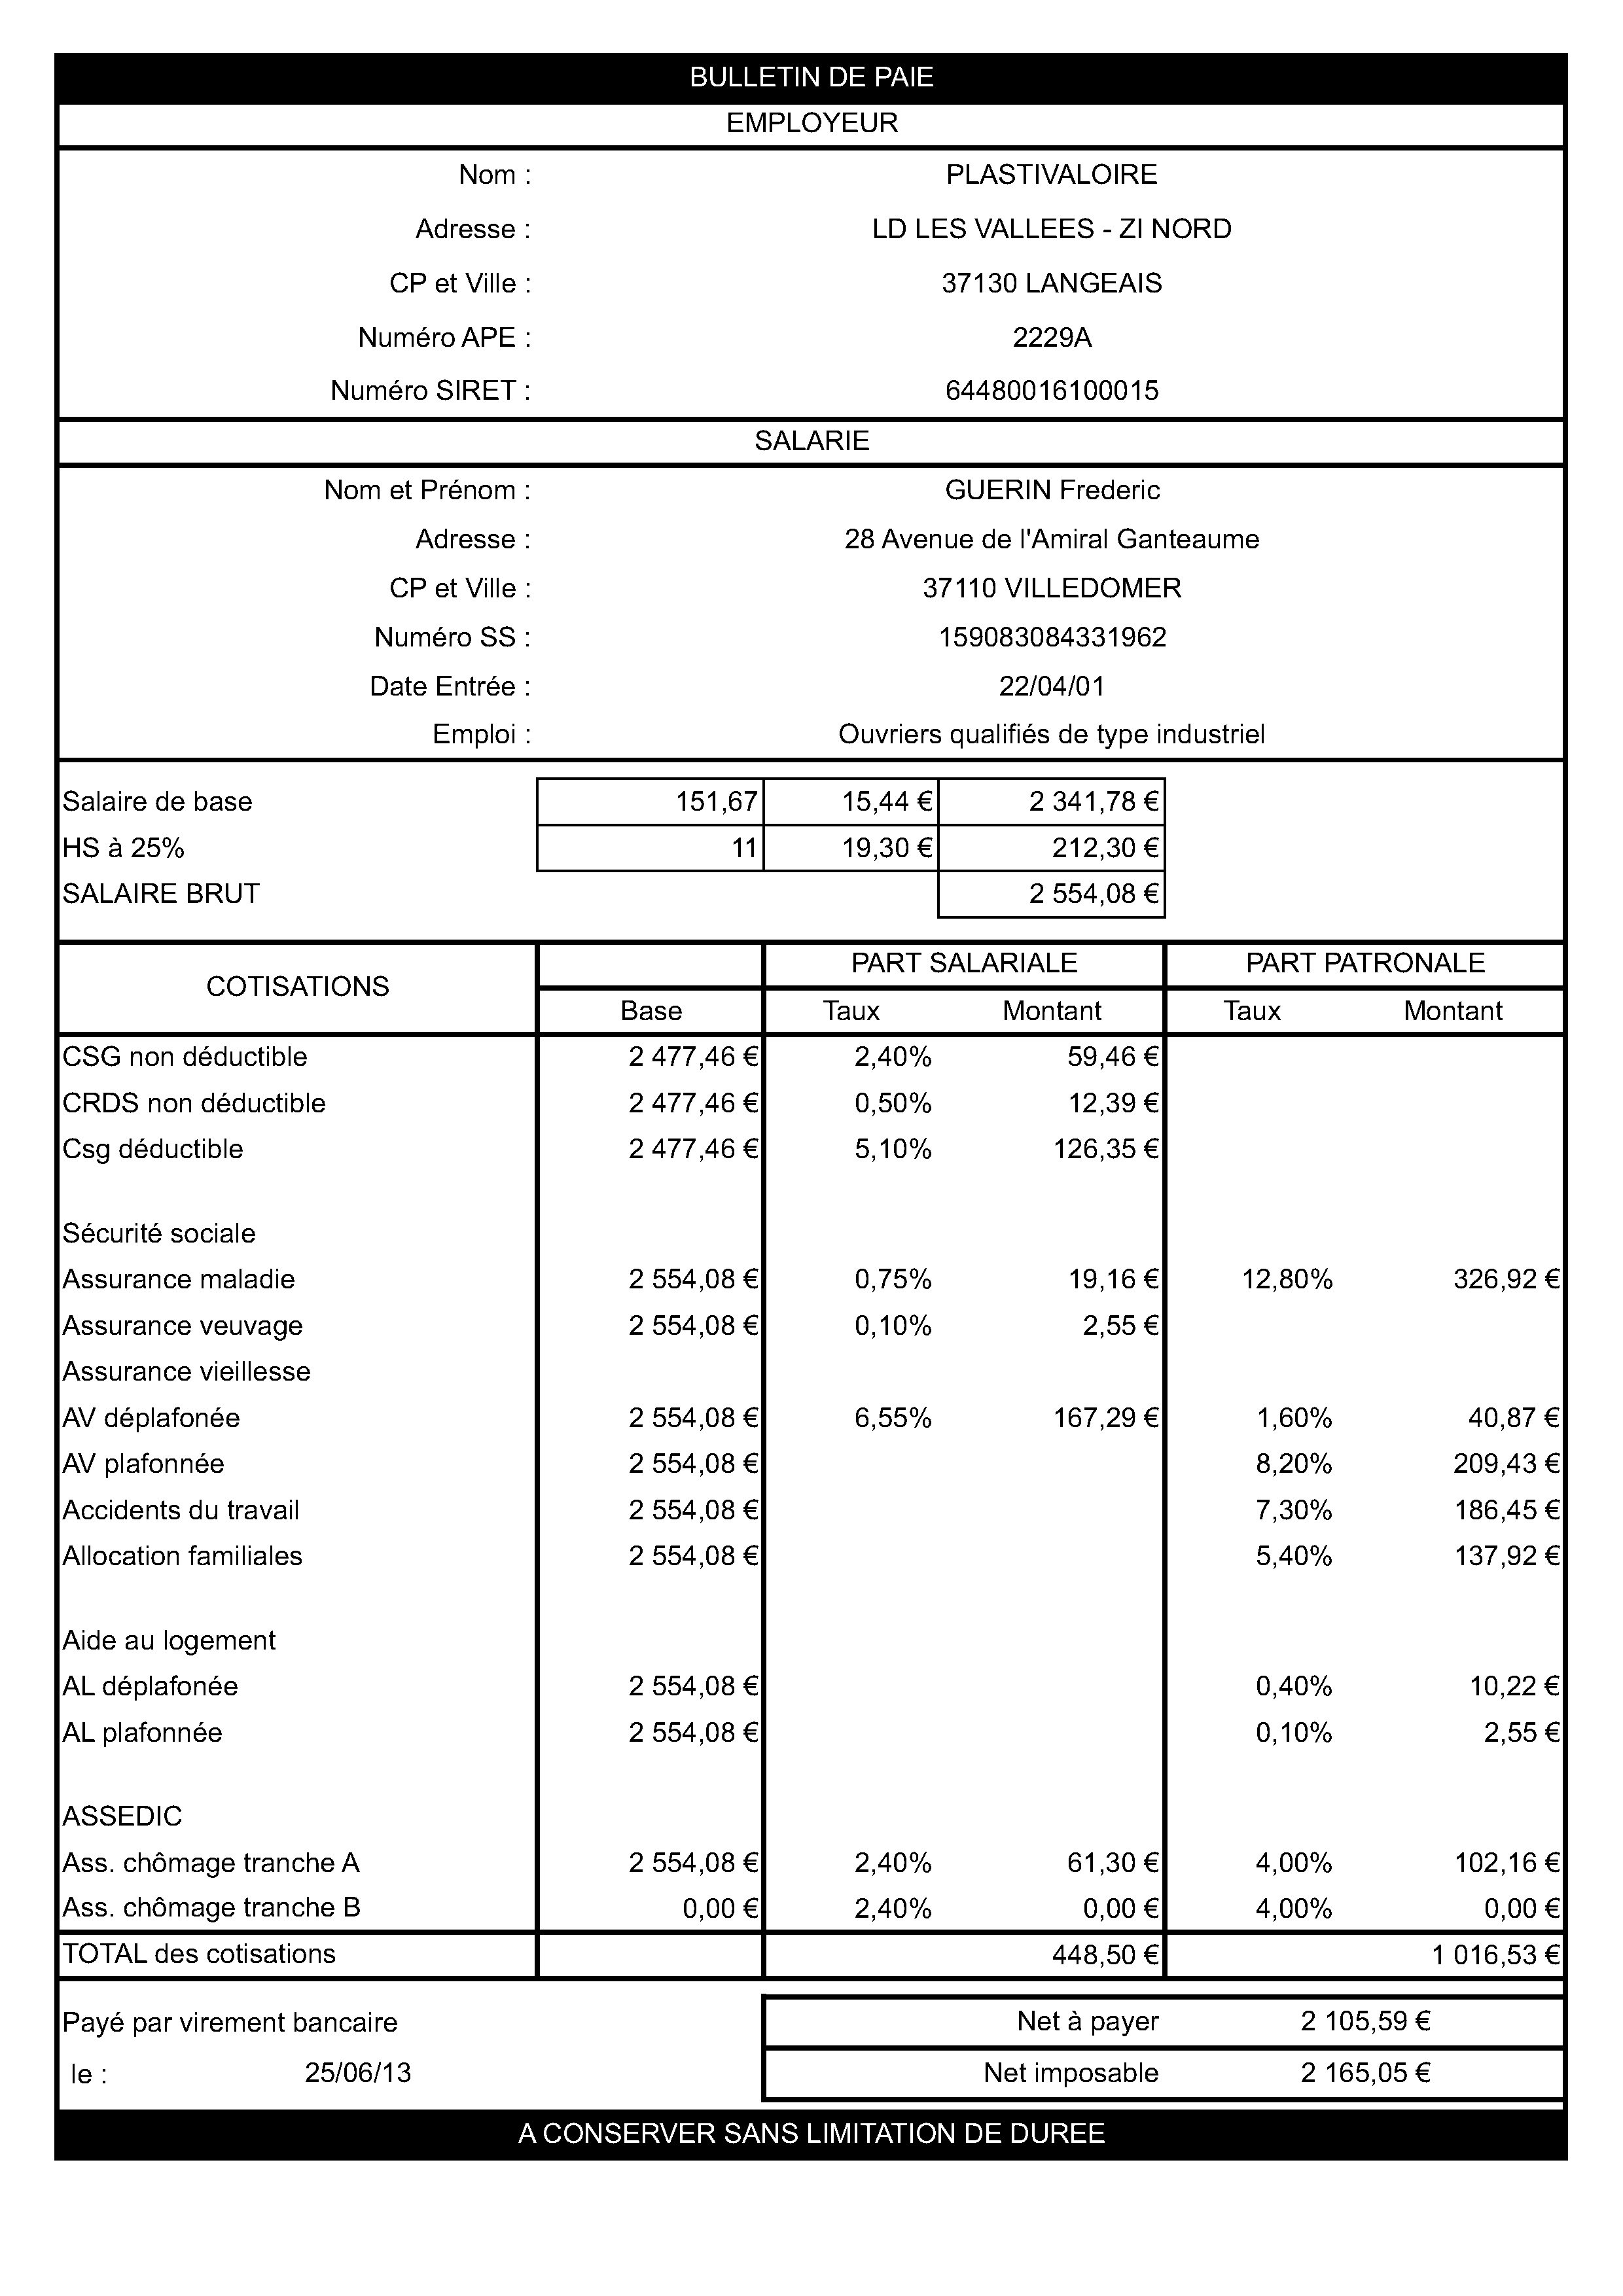 BULLETIN DE PAIE
EMPLOYEUR
Nom : PLASTIVALOIRE
Adresse : LD LES VALLEES - ZI NORD
CP et Ville : 37130 LANGEAIS
Numéro APE : 2229A
Numéro SIRET : 64480016100015
SALARIE
Nom et Prénom : GUERIN Frederic
Adresse : 28 Avenue de l'Amiral Ganteaume
CP et Ville : 37110 VILLEDOMER
Numéro SS : 159083084331962
Date Entrée : 22/04/01
Emploi : Ouvriers qualifiés de type industriel
Salaire de base 151,67 15,44 € 2 341,78 €
HS à 25% 11 19,30 € 212,30 €
SALAIRE BRUT 2 554,08 €
COTISATIONS PART SALARIALE PART PATRONALE
Base Taux Montant Taux Montant
CSG non déductible 2 477,46 € 2,40% 59,46 €
CRDS non déductible 2 477,46 € 0,50% 12,39 €
Csg déductible 2 477,46 € 5,10% 126,35 €
Sécurité sociale
Assurance maladie 2 554,08 € 0,75% 19,16 € 12,80% 326,92 €
Assurance veuvage 2 554,08 € 0,10% 2,55 €
Assurance vieillesse
AV déplafonée 2 554,08 € 6,55% 167,29 € 1,60% 40,87 €
AV plafonnée 2 554,08 € 8,20% 209,43 €
Accidents du travail 2 554,08 € 7,30% 186,45 €
Allocation familiales 2 554,08 € 5,40% 137,92 €
Aide au logement
AL déplafonée 2 554,08 € 0,40% 10,22 €
AL plafonnée 2 554,08 € 0,10% 2,55 €
ASSEDIC
Ass. chômage tranche A 2 554,08 € 2,40% 61,30 € 4,00% 102,16 €
Ass. chômage tranche B 0,00 € 2,40% 0,00 € 4,00% 0,00 €
TOTAL des cotisations 448,50 € 1 016,53 €
Payé par virement bancaire Net à payer 2 105,59 €
le : 25/06/13 Net imposable 2 165,05 €
A CONSERVER SANS LIMITATION DE DUREE